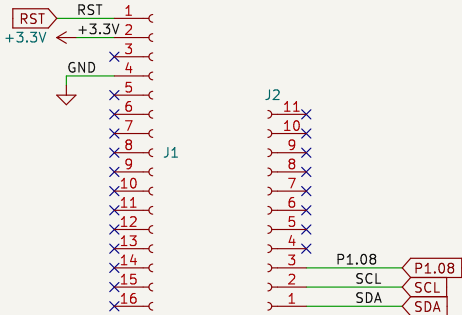 RST RST 1
+3.3V +3.3V 2
3
GND 4
5
6
7
8
9
10
11
12
13
14
15
16
J1
J2
11
10
9
8
7
6
5
4
3 P1.08 P1.08
2 SCL SCL
1 SDA SDA